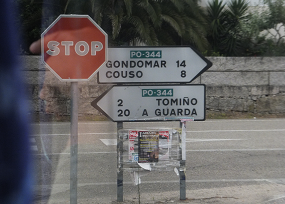 STOP
PO-344
GONDOMAR 14
COUSO 8
PO-344
2 TOMIÑO
20 A GUARDA